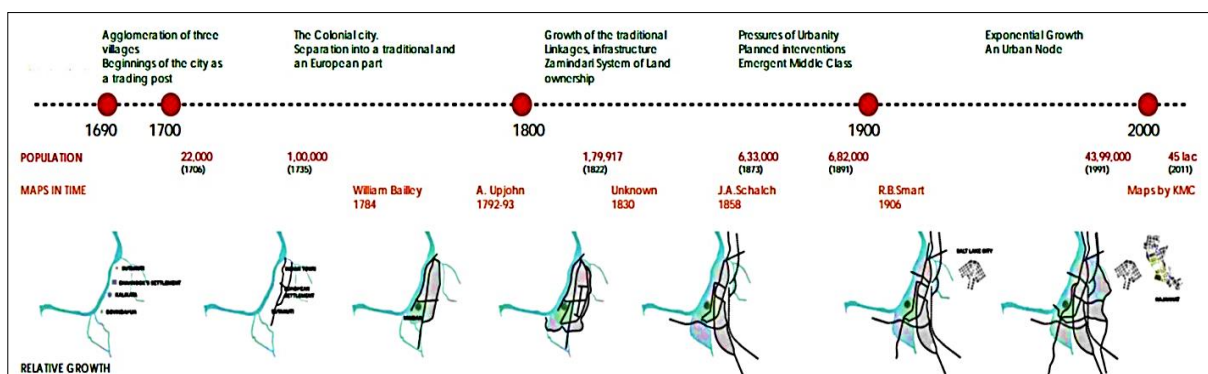 Agglomeration of three
villages
Beginnings of the city as
a trading post
The Colonial city.
Separation into a traditional and
an European part
Growth of the traditional
Linkages, infrastructure
Zamindari System of Land
ownership
Pressures of Urbanity
Planned interventions
Emergent Middle Class
Exponential Growth
An Urban Node
1690
1700
1800
1900
2000
POPULATION
22,000
(1706)
1,00,000
(1735)
1,79,917
(1822)
6,33,000
(1873)
6,82,000
(1891)
43,99,000
(1991)
45 lac
(2011)
MAPS IN TIME
William Bailley
1784
A. Upjohn
1792-93
Unknown
1830
J.A.Schalch
1858
R.B.Smart
1906
Maps by KMC
SETTLEMENT
SALT LAKE CITY
RELATIVE GROWTH